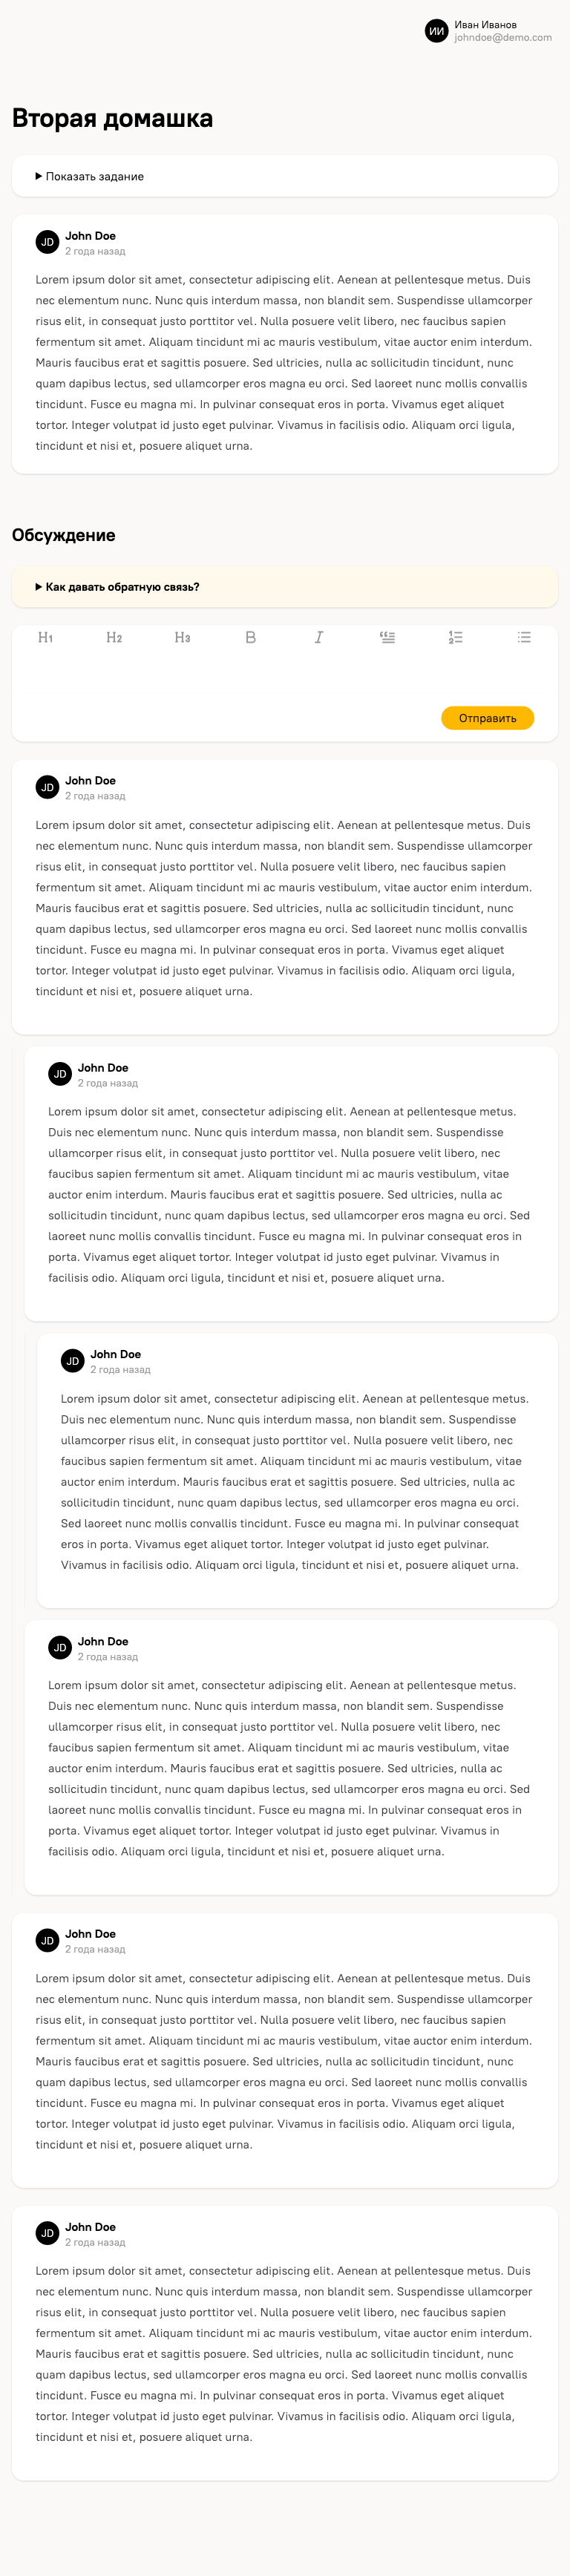 ИИ
Иван Иванов
johndoe@demo.com
Вторая домашка
Показать задание
JD
John Doe
2 года назад
Lorem ipsum dolor sit amet, consectetur adipiscing elit. Aenean at pellentesque metus. Duis
nec elementum nunc. Nunc quis interdum massa, non blandit sem. Suspendisse ullamcorper
risus elit, in consequat justo porttitor vel. Nulla posuere velit libero, nec faucibus sapien
fermentum sit amet. Aliquam tincidunt mi ac mauris vestibulum, vitae auctor enim interdum.
Mauris faucibus erat et sagittis posuere. Sed ultricies, nulla ac sollicitudin tincidunt, nunc
quam dapibus lectus, sed ullamcorper eros magna eu orci. Sed laoreet nunc mollis convallis
tincidunt. Fusce eu magna mi. In pulvinar consequat eros in porta. Vivamus eget aliquet
tortor. Integer volutpat id justo eget pulvinar. Vivamus in facilisis odio. Aliquam orci ligula,
tincidunt et nisi et, posuere aliquet urna.
Обсуждение
Как давать обратную связь?
H1 H2 H3 B I
Отправить
JD
John Doe
2 года назад
Lorem ipsum dolor sit amet, consectetur adipiscing elit. Aenean at pellentesque metus. Duis
nec elementum nunc. Nunc quis interdum massa, non blandit sem. Suspendisse ullamcorper
risus elit, in consequat justo porttitor vel. Nulla posuere velit libero, nec faucibus sapien
fermentum sit amet. Aliquam tincidunt mi ac mauris vestibulum, vitae auctor enim interdum.
Mauris faucibus erat et sagittis posuere. Sed ultricies, nulla ac sollicitudin tincidunt, nunc
quam dapibus lectus, sed ullamcorper eros magna eu orci. Sed laoreet nunc mollis convallis
tincidunt. Fusce eu magna mi. In pulvinar consequat eros in porta. Vivamus eget aliquet
tortor. Integer volutpat id justo eget pulvinar. Vivamus in facilisis odio. Aliquam orci ligula,
tincidunt et nisi et, posuere aliquet urna.
JD
John Doe
2 года назад
Lorem ipsum dolor sit amet, consectetur adipiscing elit. Aenean at pellentesque metus.
Duis nec elementum nunc. Nunc quis interdum massa, non blandit sem. Suspendisse
ullamcorper risus elit, in consequat justo porttitor vel. Nulla posuere velit libero, nec
faucibus sapien fermentum sit amet. Aliquam tincidunt mi ac mauris vestibulum, vitae
auctor enim interdum. Mauris faucibus erat et sagittis posuere. Sed ultricies, nulla ac
sollicitudin tincidunt, nunc quam dapibus lectus, sed ullamcorper eros magna eu orci. Sed
laoreet nunc mollis convallis tincidunt. Fusce eu magna mi. In pulvinar consequat eros in
porta. Vivamus eget aliquet tortor. Integer volutpat id justo eget pulvinar. Vivamus in
facilisis odio. Aliquam orci ligula, tincidunt et nisi et, posuere aliquet urna.
JD
John Doe
2 года назад
Lorem ipsum dolor sit amet, consectetur adipiscing elit. Aenean at pellentesque metus.
Duis nec elementum nunc. Nunc quis interdum massa, non blandit sem. Suspendisse
ullamcorper risus elit, in consequat justo porttitor vel. Nulla posuere velit libero, nec
faucibus sapien fermentum sit amet. Aliquam tincidunt mi ac mauris vestibulum, vitae
auctor enim interdum. Mauris faucibus erat et sagittis posuere. Sed ultricies, nulla ac
sollicitudin tincidunt, nunc quam dapibus lectus, sed ullamcorper eros magna eu orci.
Sed laoreet nunc mollis convallis tincidunt. Fusce eu magna mi. In pulvinar consequat
eros in porta. Vivamus eget aliquet tortor. Integer volutpat id justo eget pulvinar.
Vivamus in facilisis odio. Aliquam orci ligula, tincidunt et nisi et, posuere aliquet urna.
JD
John Doe
2 года назад
Lorem ipsum dolor sit amet, consectetur adipiscing elit. Aenean at pellentesque metus.
Duis nec elementum nunc. Nunc quis interdum massa, non blandit sem. Suspendisse
ullamcorper risus elit, in consequat justo porttitor vel. Nulla posuere velit libero, nec
faucibus sapien fermentum sit amet. Aliquam tincidunt mi ac mauris vestibulum, vitae
auctor enim interdum. Mauris faucibus erat et sagittis posuere. Sed ultricies, nulla ac
sollicitudin tincidunt, nunc quam dapibus lectus, sed ullamcorper eros magna eu orci. Sed
laoreet nunc mollis convallis tincidunt. Fusce eu magna mi. In pulvinar consequat eros in
porta. Vivamus eget aliquet tortor. Integer volutpat id justo eget pulvinar. Vivamus in
facilisis odio. Aliquam orci ligula, tincidunt et nisi et, posuere aliquet urna.
JD
John Doe
2 года назад
Lorem ipsum dolor sit amet, consectetur adipiscing elit. Aenean at pellentesque metus. Duis
nec elementum nunc. Nunc quis interdum massa, non blandit sem. Suspendisse ullamcorper
risus elit, in consequat justo porttitor vel. Nulla posuere velit libero, nec faucibus sapien
fermentum sit amet. Aliquam tincidunt mi ac mauris vestibulum, vitae auctor enim interdum.
Mauris faucibus erat et sagittis posuere. Sed ultricies, nulla ac sollicitudin tincidunt, nunc
quam dapibus lectus, sed ullamcorper eros magna eu orci. Sed laoreet nunc mollis convallis
tincidunt. Fusce eu magna mi. In pulvinar consequat eros in porta. Vivamus eget aliquet
tortor. Integer volutpat id justo eget pulvinar. Vivamus in facilisis odio. Aliquam orci ligula,
tincidunt et nisi et, posuere aliquet urna.
JD
John Doe
2 года назад
Lorem ipsum dolor sit amet, consectetur adipiscing elit. Aenean at pellentesque metus. Duis
nec elementum nunc. Nunc quis interdum massa, non blandit sem. Suspendisse ullamcorper
risus elit, in consequat justo porttitor vel. Nulla posuere velit libero, nec faucibus sapien
fermentum sit amet. Aliquam tincidunt mi ac mauris vestibulum, vitae auctor enim interdum.
Mauris faucibus erat et sagittis posuere. Sed ultricies, nulla ac sollicitudin tincidunt, nunc
quam dapibus lectus, sed ullamcorper eros magna eu orci. Sed laoreet nunc mollis convallis
tincidunt. Fusce eu magna mi. In pulvinar consequat eros in porta. Vivamus eget aliquet
tortor. Integer volutpat id justo eget pulvinar. Vivamus in facilisis odio. Aliquam orci ligula,
tincidunt et nisi et, posuere aliquet urna.